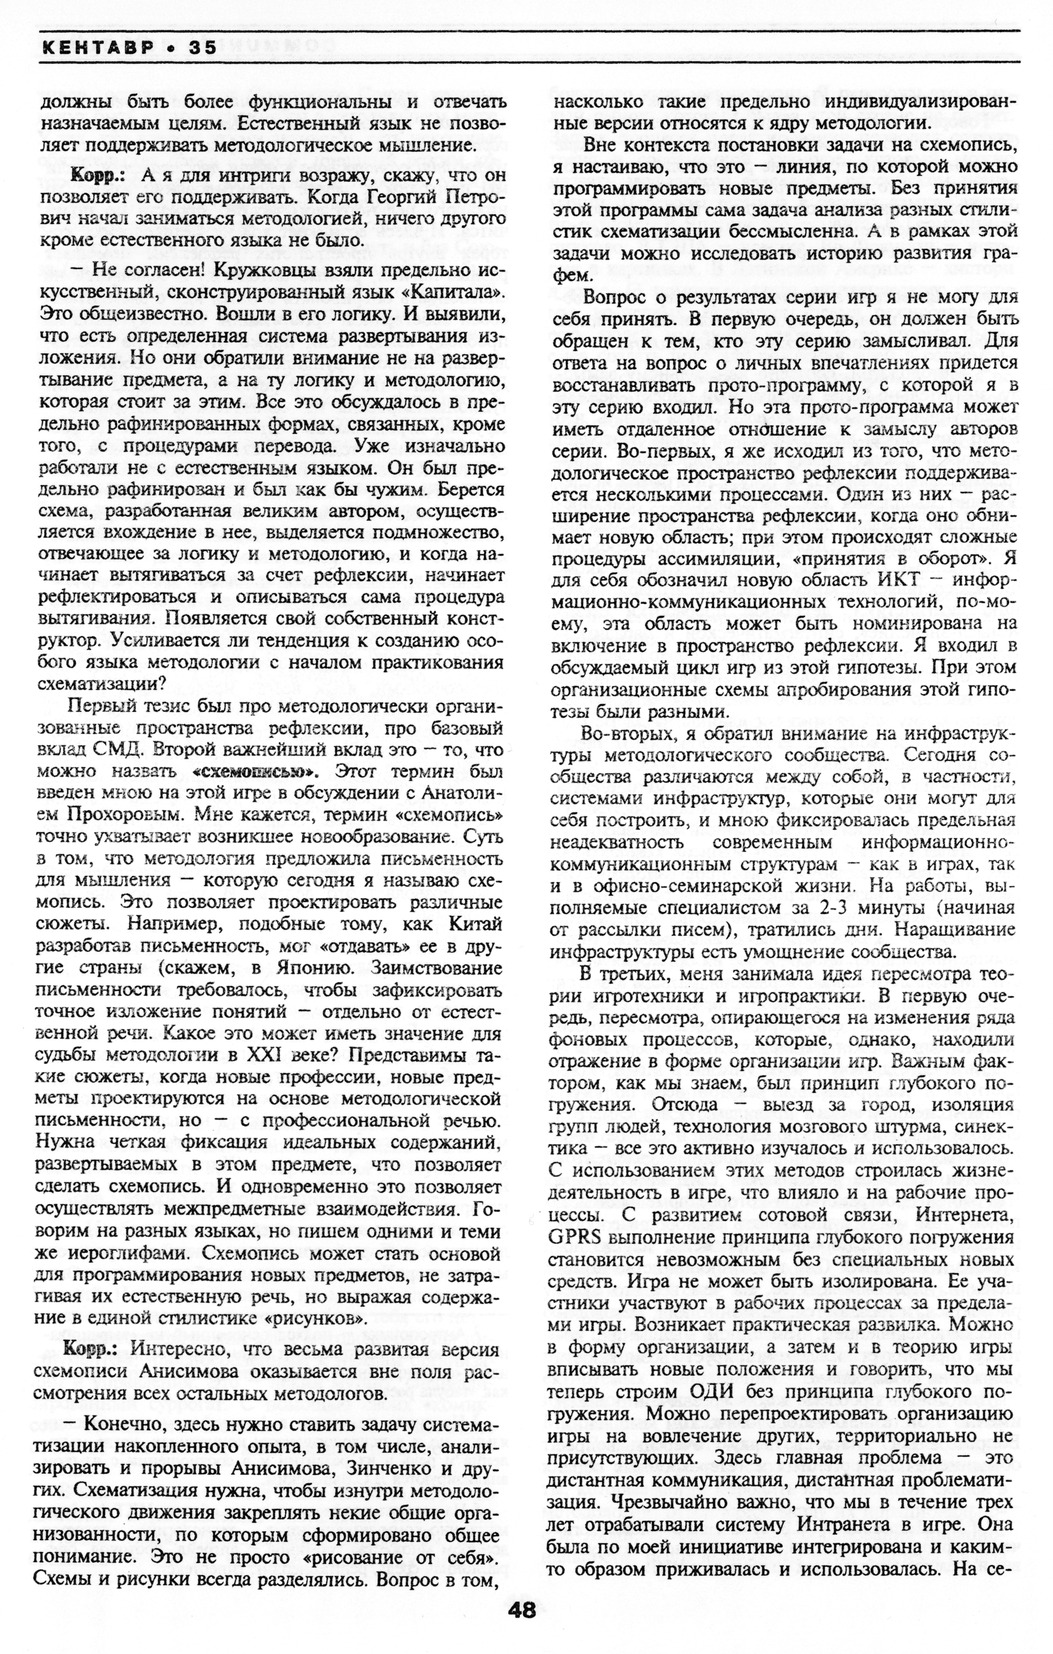 КЕНТАВР • 35
должны быть более функциональны и отвечать
назначаемым целям. Естественный язык не позво-
ляет поддерживать методологическое мышление.
Корр.: А я для интриги возражу, скажу, что он
позволяет его поддерживать. Когда Георгий Петро-
вич начал заниматься методологией, ничего другого
кроме естественного языка не было.
— Не согласен! Кружковцы взяли предельно ис-
кусственный, сконструированный язык «Капитала».
Это общеизвестно. Вошли в его логику. И выявили,
что есть определенная система развертывания из-
ложения. Но они обратили внимание не на развер-
тывание предмета, а на ту логику и методологию,
которая стоит за этим. Все это обсуждалось в пре-
дельно рафинированных формах, связанных, кроме
того, с процедурами перевода. Уже изначально
работали не с естественным языком. Он был пре-
дельно рафинирован и был как бы чужим. Берется
схема, разработанная великим автором, осуществ-
ляется вхождение в нее, выделяется подмножество,
отвечающее за логику и методологию, и когда на-
чинает вытягиваться за счет рефлексии, начинает
рефлектироваться и описываться сама процедура
вытягивания. Появляется свой собственный конст-
руктор. Усиливается ли тенденция к созданию осо-
бого языка методологии с началом практикования
схематизации?
Первый тезис был про методологически органи-
зованные пространства рефлексии, про базовый
вклад СМД. Второй важнейший вклад это — то, что
можно назвать «схемописью». Этот термин был
введен мною на этой игре в обсуждении с Анатоли-
ем Прохоровым. Мне кажется, термин «схемопись»
точно ухватывает возникшее новообразование. Суть
в том, что методология предложила письменность
для мышления — которую сегодня я называю схе-
мопись. Это позволяет проектировать различные
сюжеты. Например, подобные тому, как Китай
разработав письменность, мог «отдавать» ее в дру-
гие страны (скажем, в Японию. Заимствование
письменности требовалось, чтобы зафиксировать
точное изложение понятий — отдельно от естест-
венной речи. Какое это может иметь значение для
судьбы методологии в XXI веке? Представимы та-
кие сюжеты, когда новые профессии, новые пред-
меты проектируются на основе методологической
письменности, но — с профессиональной речью.
Нужна четкая фиксация идеальных содержаний,
развертываемых в этом предмете, что позволяет
сделать схемопись. И одновременно это позволяет
осуществлять межпредметные взаимодействия. Го-
ворим на разных языках, но пишем одними и теми
же иероглифами. Схемопись может стать основой
для программирования новых предметов, не затра-
гивая их естественную речь, но выражая содержа-
ние в единой стилистике «рисунков».
Корр.: Интересно, что весьма развитая версия
схемописи Анисимова оказывается вне поля рас-
смотрения всех остальных методологов.
— Конечно, здесь нужно ставить задачу система-
тизации накопленного опыта, в том числе, анали-
зировать и прорывы Анисимова, Зинченко и дру-
гих. Схематизация нужна, чтобы изнутри методоло-
гического движения закреплять некие общие орга-
низованности, по которым сформировано общее
понимание. Это не просто «рисование от себя».
Схемы и рисунки всегда разделялись. Вопрос в том,
насколько такие предельно индивидуализирован-
ные версии относятся к ядру методологии.
Вне контекста постановки задачи на схемопись,
я настаиваю, что это — линия, по которой можно
программировать новые предметы. Без принятия
этой программы сама задача анализа разных стили-
стик схематизации бессмысленна. А в рамках этой
задачи можно исследовать историю развития гра-
фем.
Вопрос о результатах серии игр я не могу для
себя принять. В первую очередь, он должен быть
обращен к тем, кто эту серию замысливал. Для
ответа на вопрос о личных впечатлениях придется
восстанавливать прото-программу, с которой я в
эту серию входил. Но эта прото-программа может
иметь отдаленное отношение к замыслу авторов
серии. Во-первых, я же исходил из того, что мето-
дологическое пространство рефлексии поддержива-
ется несколькими процессами. Один из них — рас-
ширение пространства рефлексии, когда оно обни-
мает новую область; при этом происходят сложные
процедуры ассимиляции, «принятия в оборот». Я
для себя обозначил новую область ИКТ — инфор-
мационно-коммуникационных технологий, по-мо-
ему, эта область может быть номинирована на
включение в пространство рефлексии. Я входил в
обсуждаемый цикл игр из этой гипотезы. При этом
организационные схемы апробирования этой гипо-
тезы были разными.
Во-вторых, я обратил внимание на инфраструк-
туры методологического сообщества. Сегодня со-
общества различаются между собой, в частности,
системами инфраструктур, которые они могут для
себя построить, и мною фиксировалась предельная
неадекватность современным информационно-
коммуникационным структурам — как в играх, так
и в офисно-семинарской жизни. На работы, вы-
полняемые специалистом за 2-3 минуты (начиная
от рассылки писем), тратились дни. Наращивание
инфраструктуры есть умощнение сообщества.
В третьих, меня занимала идея пересмотра тео-
рии игротехники и игропрактики. В первую оче-
редь, пересмотра, опирающегося на изменения ряда
фоновых процессов, которые, однако, находили
отражение в форме организации игр. Важным фак-
тором, как мы знаем, был принцип глубокого по-
гружения. Отсюда — выезд за город, изоляция
групп людей, технология мозгового штурма, синек-
тика — все это активно изучалось и использовалось.
С использованием этих методов строилась жизне-
деятельность в игре, что влияло и на рабочие про-
цессы. С развитием сотовой связи, Интернета,
GPRS выполнение принципа глубокого погружения
становится невозможным без специальных новых
средств. Игра не может быть изолирована. Ее уча-
стники участвуют в рабочих процессах за предела-
ми игры. Возникает практическая развилка. Можно
в форму организации, а затем и в теорию игры
вписывать новые положения и говорить, что мы
теперь строим ОДИ без принципа глубокого по-
гружения. Можно перепроектировать организацию
игры на вовлечение других, территориально не
присутствующих. Здесь главная проблема — это
дистантная коммуникация, дистантная проблемати-
зация. Чрезвычайно важно, что мы в течение трех
лет отрабатывали систему Интранета в игре. Она
была по моей инициативе интегрирована и каким-
то образом приживалась и использовалась. На се-
48